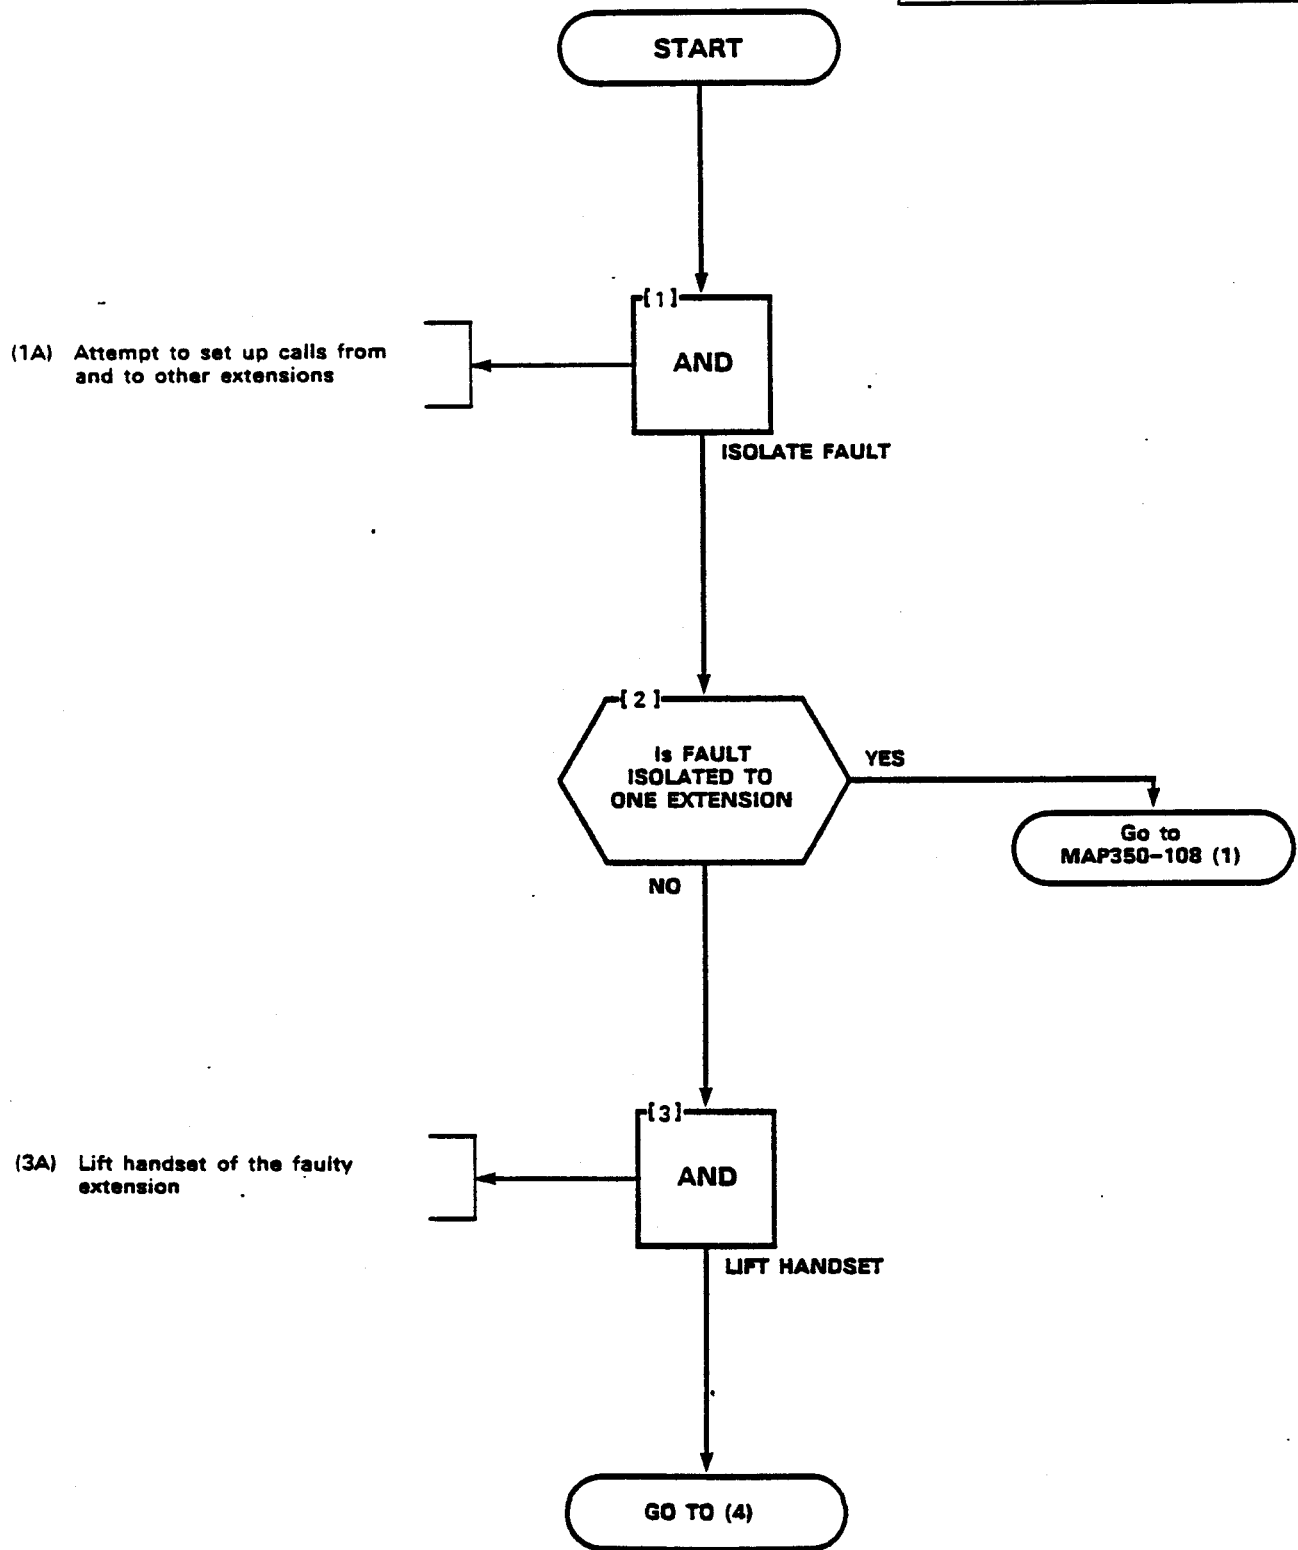 START
[1]
(1A) Attempt to set up calls from
and to other extensions
AND
ISOLATE FAULT
[2]
Is FAULT
ISOLATED TO
ONE EXTENSION
YES
Go to
MAP350-108 (1)
NO
[3]
(3A) Lift handset of the faulty
extension
AND
LIFT HANDSET
GO TO (4)